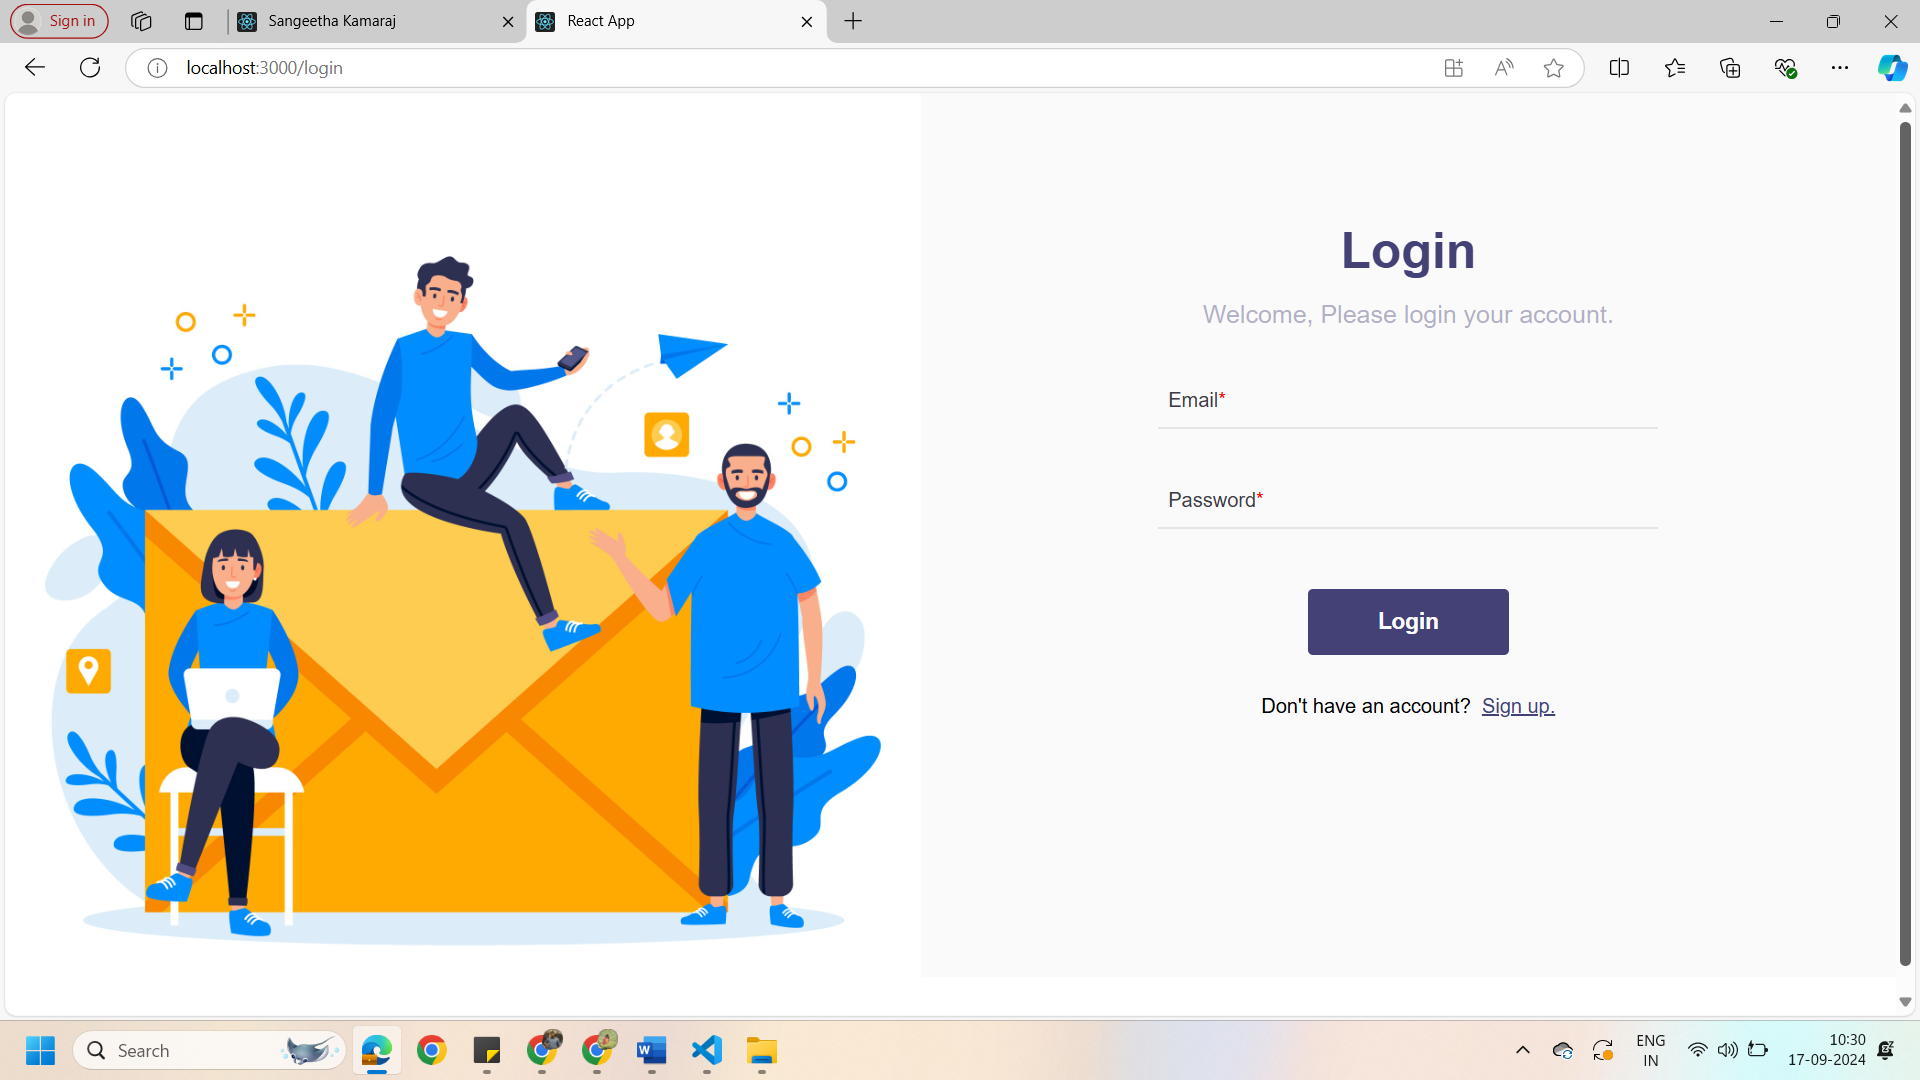 Sign in
Sangeetha Kamaraj
React App
localhost:3000/login
Login
Welcome, Please login your account.
Email*
Password*
Login
Don't have an account? Sign up.
Search
ENG
IN
10:30
17-09-2024